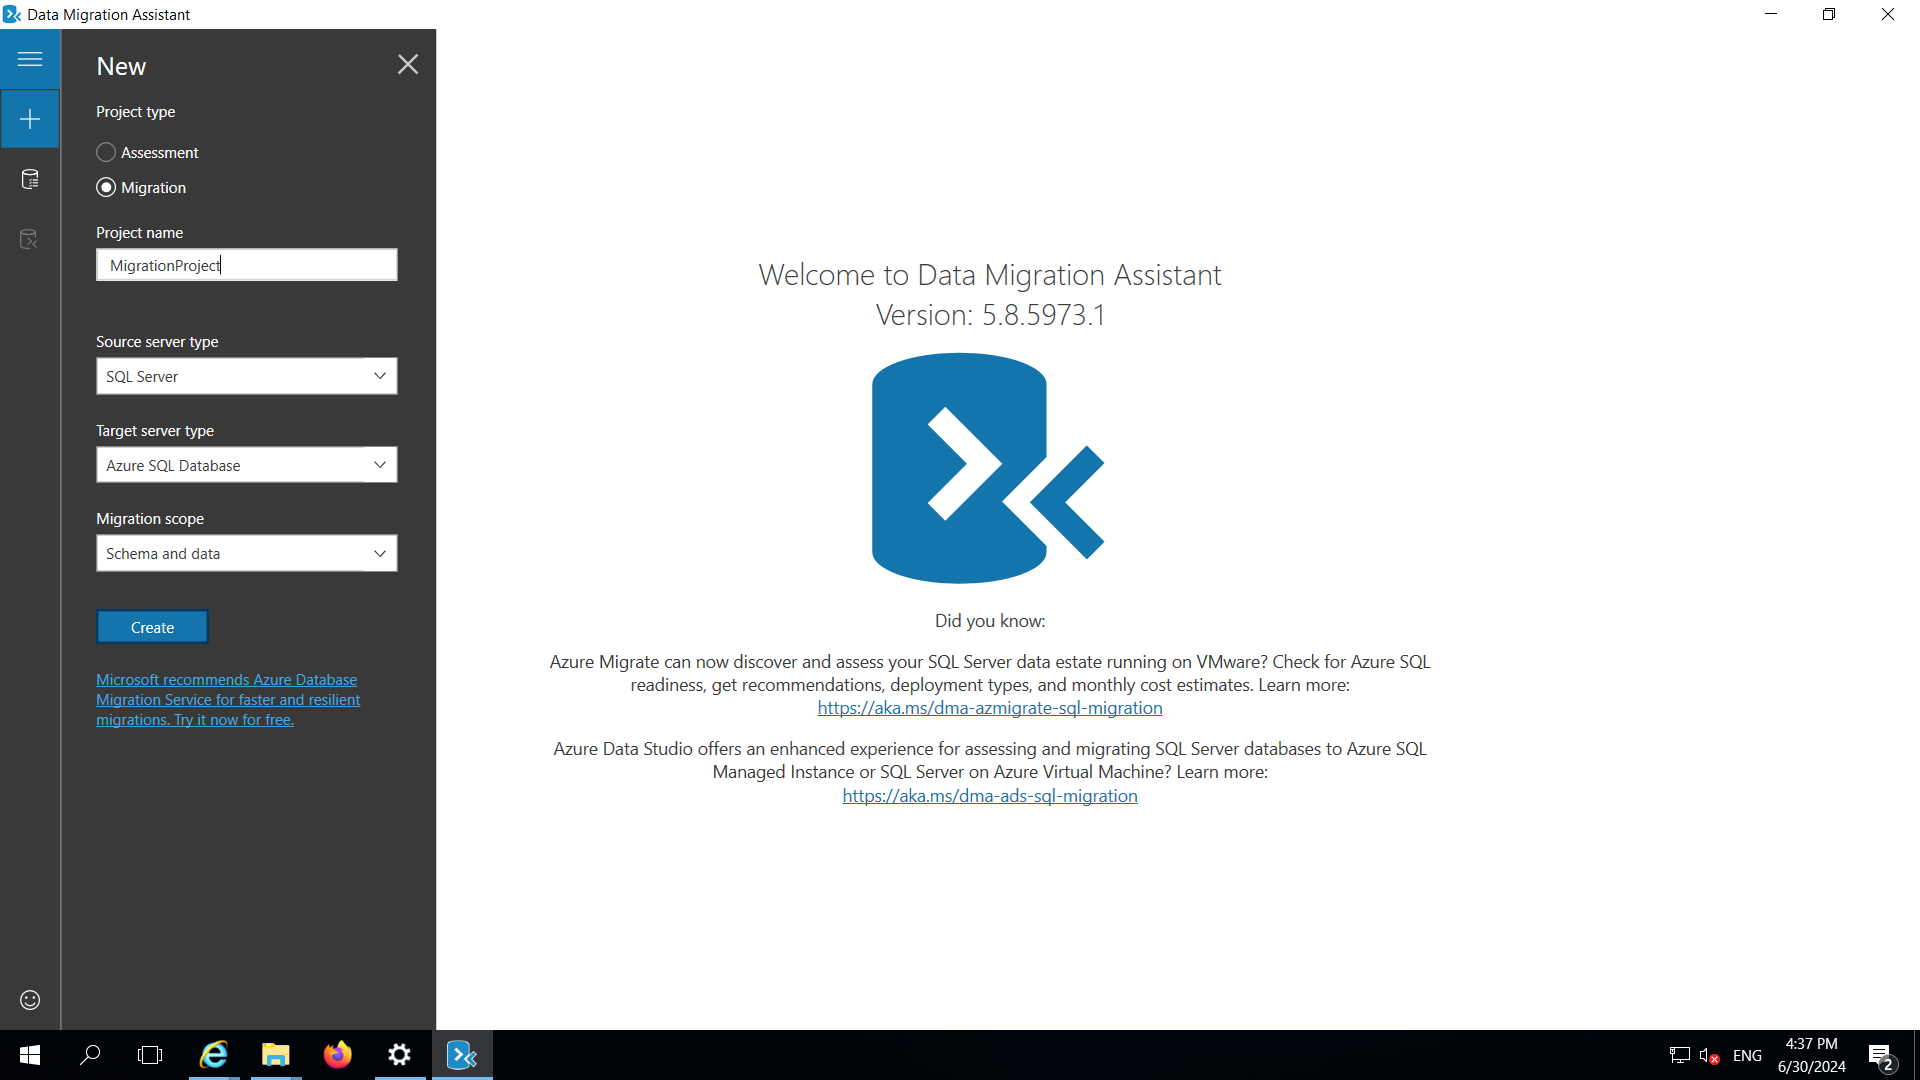 Data Migration Assistant
New
Project type
Assessment
Migration
Project name
MigrationProject
Source server type
SQL Server
Target server type
Azure SQL Database
Migration scope
Schema and data
Create
Microsoft recommends Azure Database
Migration Service for faster and resilient
migrations. Try it now for free.
Welcome to Data Migration Assistant
Version: 5.8.5973.1
Did you know:
Azure Migrate can now discover and assess your SQL Server data estate running on VMware? Check for Azure SQL
readiness, get recommendations, deployment types, and monthly cost estimates. Learn more:
https://aka.ms/dma-azmigrate-sql-migration
Azure Data Studio offers an enhanced experience for assessing and migrating SQL Server databases to Azure SQL
Managed Instance or SQL Server on Azure Virtual Machine? Learn more:
https://aka.ms/dma-ads-sql-migration
ENG
4:37 PM
6/30/2024
2